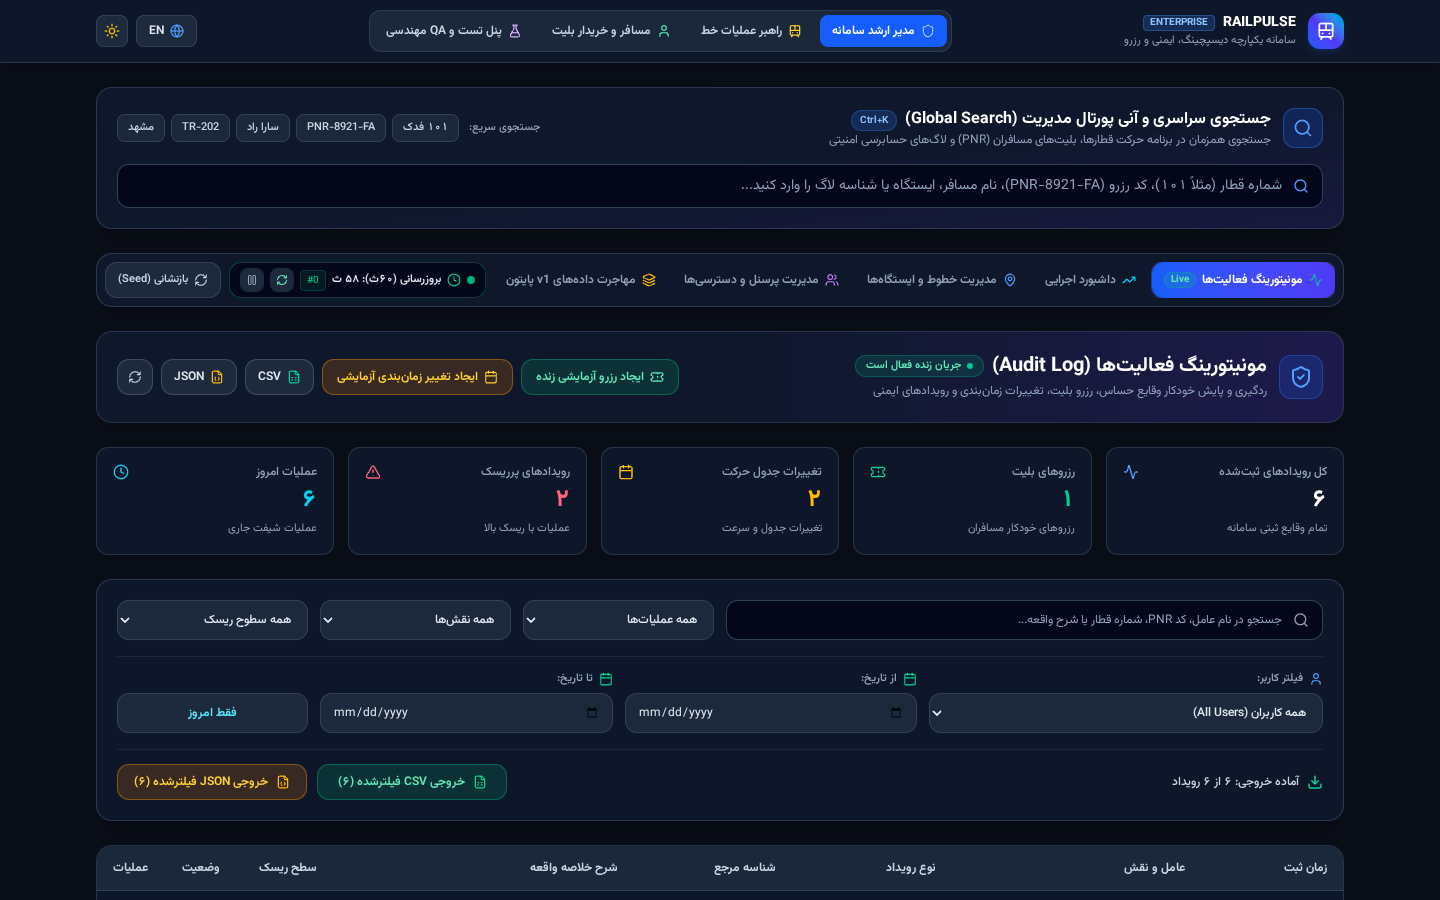 RAILPULSE ENTERPRISE
سامانه یکپارچه دیسپچینگ، ایمنی و رزرو
مدیر ارشد سامانه
راهبر عملیات خط
مسافر و خریدار بلیت
پنل تست و QA مهندسی
EN
جستجوی سراسری و آنی پورتال مدیریت (Global Search) Ctrl+K
جستجوی همزمان در برنامه حرکت قطارها، بلیت‌های مسافران (PNR) و لاگ‌های حسابرسی امنیتی
جستجوی سریع:
۱۰۱ فدک
PNR-8921-FA
سارا راد
TR-202
مشهد
شماره قطار (مثلاً ۱۰۱)، کد رزرو (PNR-8921-FA)، نام مسافر، ایستگاه یا شناسه لاگ را وارد کنید...
مونیتورینگ فعالیت‌ها Live
داشبورد اجرایی
مدیریت خطوط و ایستگاه‌ها
مدیریت پرسنل و دسترسی‌ها
مهاجرت داده‌های v1 پایتون
بروزرسانی (۶۰ث): ۵۸ ث
#0
بازنشانی (Seed)
مونیتورینگ فعالیت‌ها (Audit Log)
جریان زنده فعال است
ردگیری و پایش خودکار وقایع حساس، رزرو بلیت، تغییرات زمان‌بندی و رویدادهای ایمنی
ایجاد رزرو آزمایشی زنده
ایجاد تغییر زمان‌بندی آزمایشی
CSV
JSON
کل رویدادهای ثبت‌شده
۶
تمام وقایع ثبتی سامانه
رزروهای بلیت
۱
رزروهای خودکار مسافران
تغییرات جدول حرکت
۲
تغییرات جدول و سرعت
رویدادهای پرریسک
۲
عملیات با ریسک بالا
عملیات امروز
۶
عملیات شیفت جاری
جستجو در نام عامل، کد PNR، شماره قطار یا شرح واقعه...
همه عملیات‌ها
همه نقش‌ها
همه سطوح ریسک
فیلتر کاربر:
از تاریخ:
تا تاریخ:
همه کاربران (All Users)
mm/dd/yyyy
mm/dd/yyyy
فقط امروز
آماده خروجی: ۶ از ۶ رویداد
خروجی CSV فیلترشده (۶)
خروجی JSON فیلترشده (۶)
زمان ثبت
عامل و نقش
نوع رویداد
شناسه مرجع
شرح خلاصه واقعه
سطح ریسک
وضعیت
عملیات